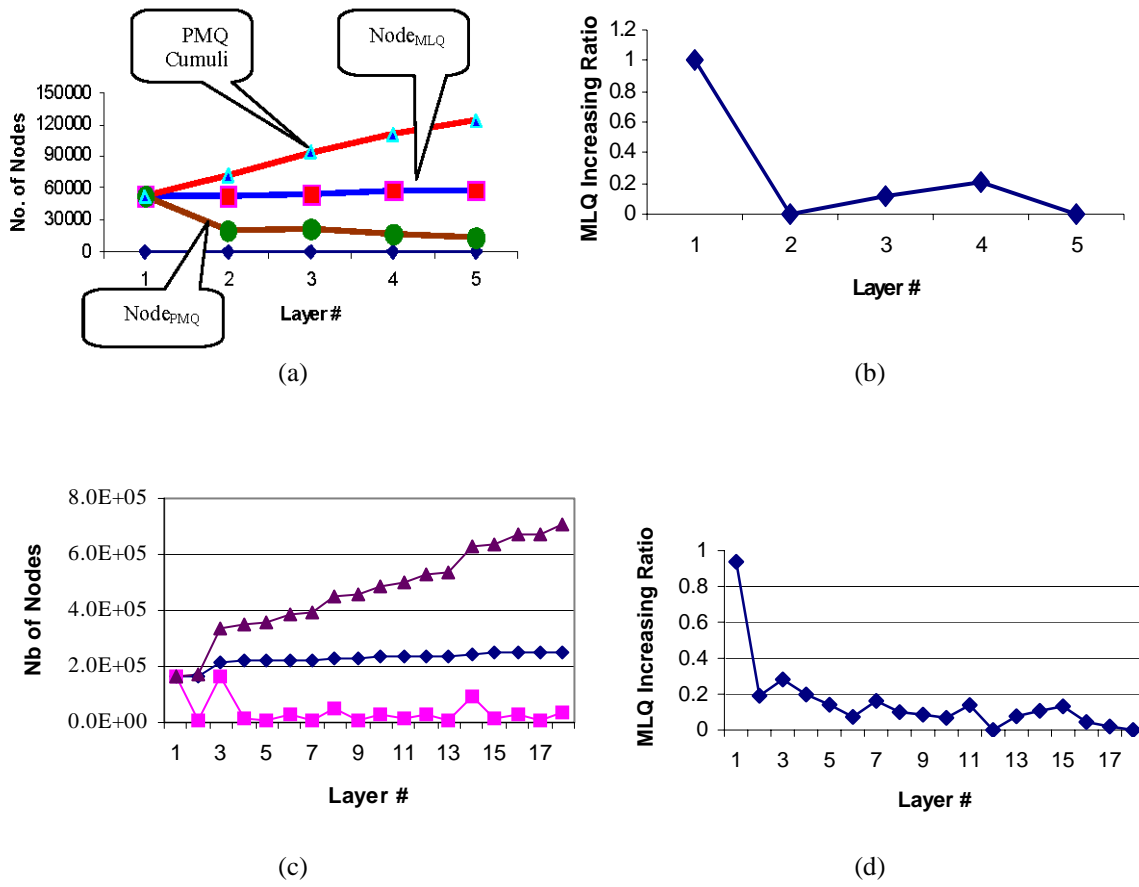 PMQ
Cumuli
NodeMLQ
No. of Nodes
150000
120000
90000
60000
30000
0
1 2 3 4 5
Layer #
NodePMQ
(a)
MLQ Increasing Ratio
1.2
1
0.8
0.6
0.4
0.2
0
1 2 3 4 5
Layer #
(b)
Nb of Nodes
8.0E+05
6.0E+05
4.0E+05
2.0E+05
0.0E+00
1 3 5 7 9 11 13 15 17
Layer #
(c)
MLQ Increasing Ratio
1
0.8
0.6
0.4
0.2
0
1 3 5 7 9 11 13 15 17
Layer #
(d)